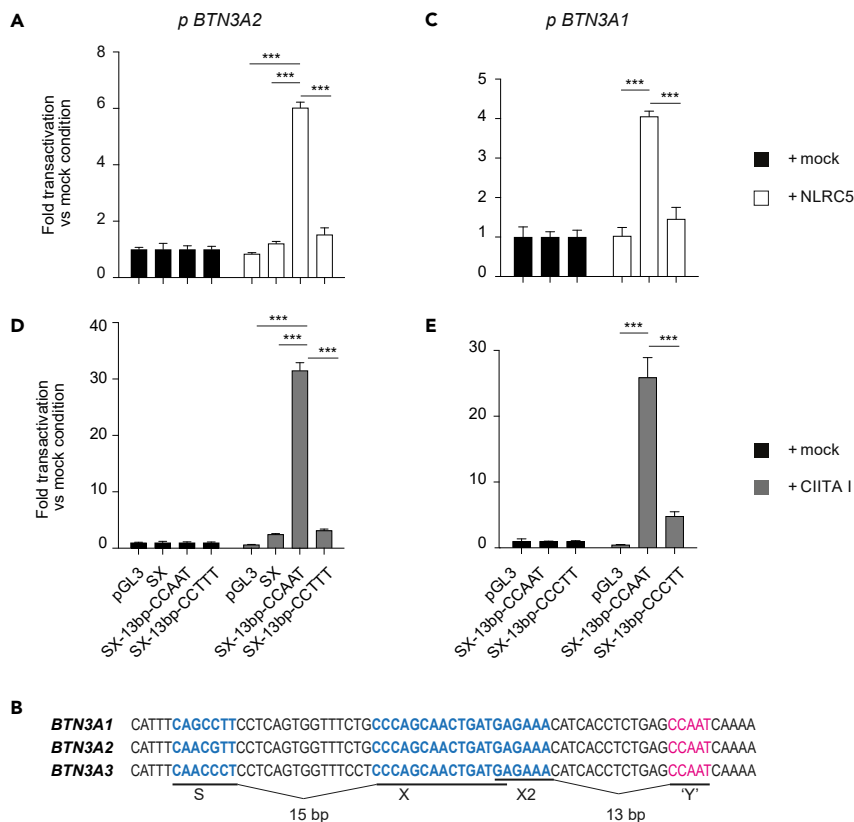 A
p BTN3A2
Fold transactivation
vs mock condition
8
6
4
2
0
***
***
***
C
p BTN3A1
5
4
3
2
1
0
***
***
+ mock
+ NLRC5
D
Fold transactivation
vs mock condition
40
30
20
10
0
***
***
***
pGL3
SX
SX-13bp-CCAAT
SX-13bp-CCTTT
pGL3
SX
SX-13bp-CCAAT
SX-13bp-CCTTT
E
30
20
10
0
***
***
pGL3
SX-13bp-CCAAT
SX-13bp-CCCTT
pGL3
SX-13bp-CCAAT
SX-13bp-CCCTT
+ mock
+ CIITA I
B
BTN3A1 CATTTCAGCCTTCCTCAGTGGTTTCTGCCCAGCAACTGATGAGAAACATCACCTCTGAGCCAATCAAAA
BTN3A2 CATTTCAACGTTCCTCAGTGGTTTCTGCCCAGCAACTGATGAGAAACATCACCTCTGAGCCAATCAAAA
BTN3A3 CATTTCAACCCTCCTCAGTGGTTTCCTCCCAGCAACTGATGAGAAACATCACCTCTGAGCCAATCAAAA
S X X2 'Y'
15 bp 13 bp